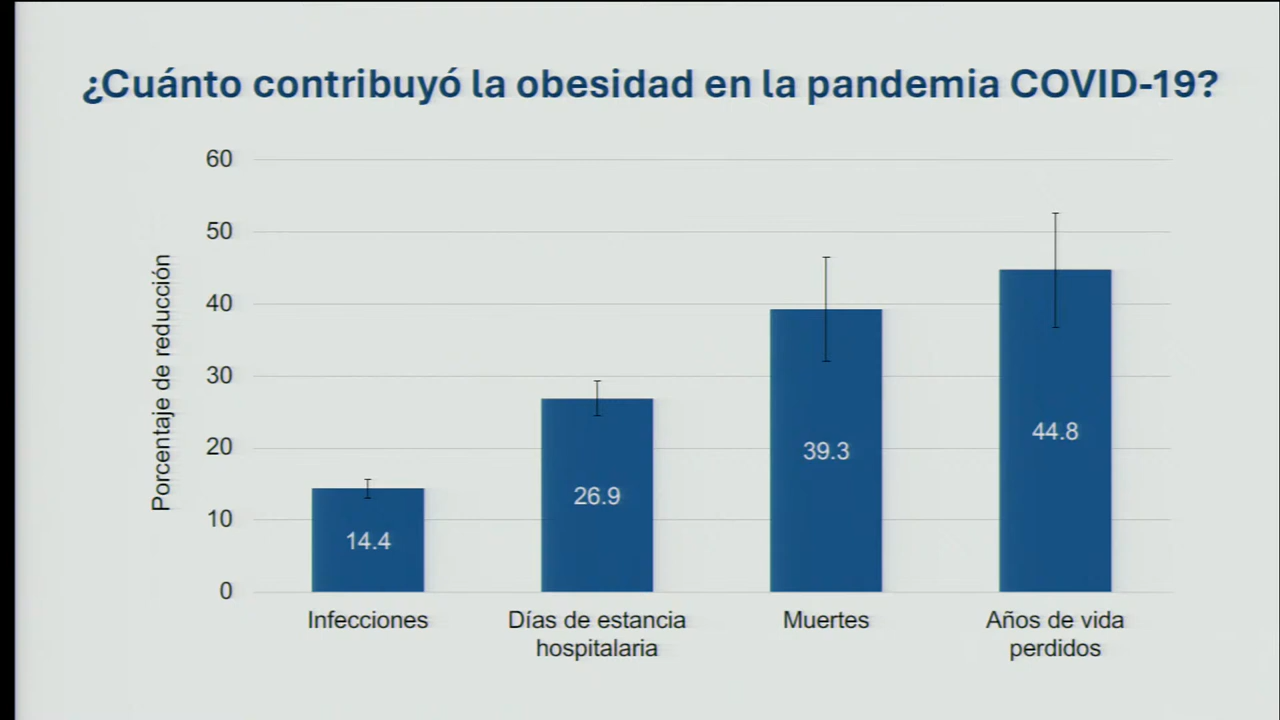 ¿Cuánto contribuyó la obesidad en la pandemia COVID-19?
60
50
40
30
20
10
0
Porcentaje de reducción
14.4
26.9
39.3
44.8
Infecciones
Días de estancia
hospitalaria
Muertes
Años de vida
perdidos